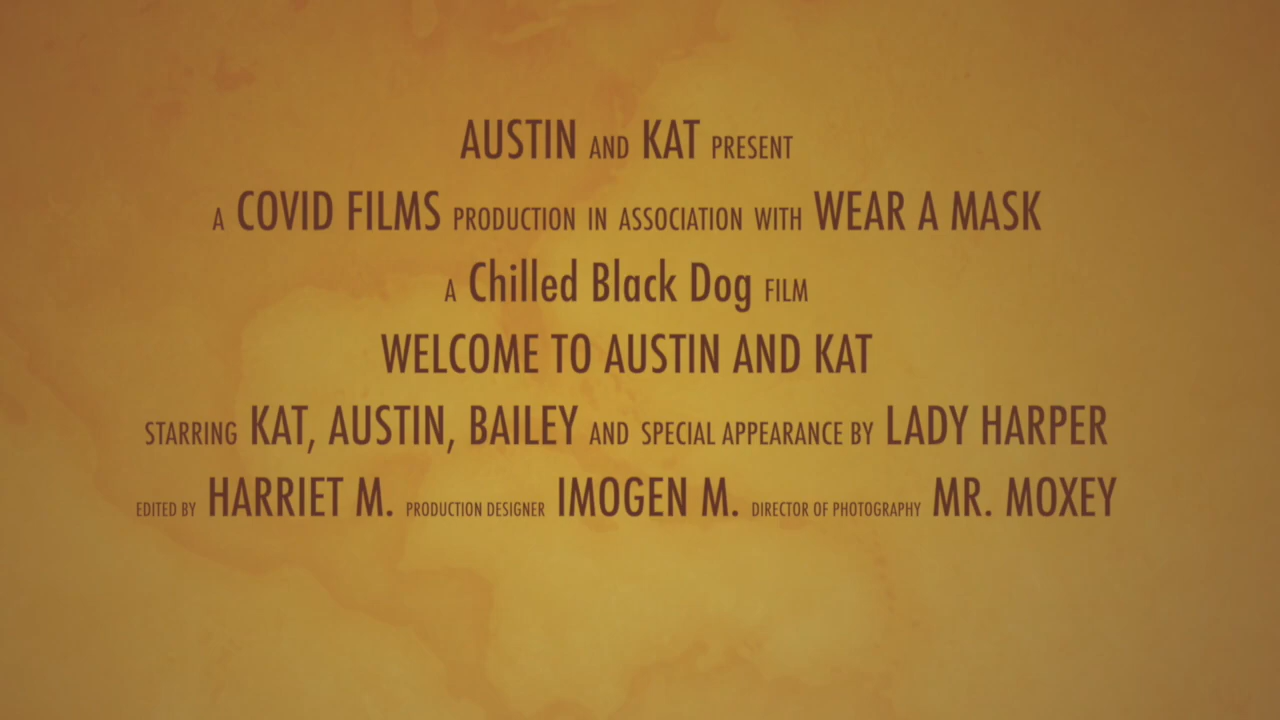 AUSTIN AND KAT PRESENT
A COVID FILMS PRODUCTION IN ASSOCIATION WITH WEAR A MASK
A Chilled Black Dog FILM
WELCOME TO AUSTIN AND KAT
STARRING KAT, AUSTIN, BAILEY AND SPECIAL APPEARANCE BY LADY HARPER
EDITED BY HARRIET M. PRODUCTION DESIGNER IMOGEN M. DIRECTOR OF PHOTOGRAPHY MR. MOXEY